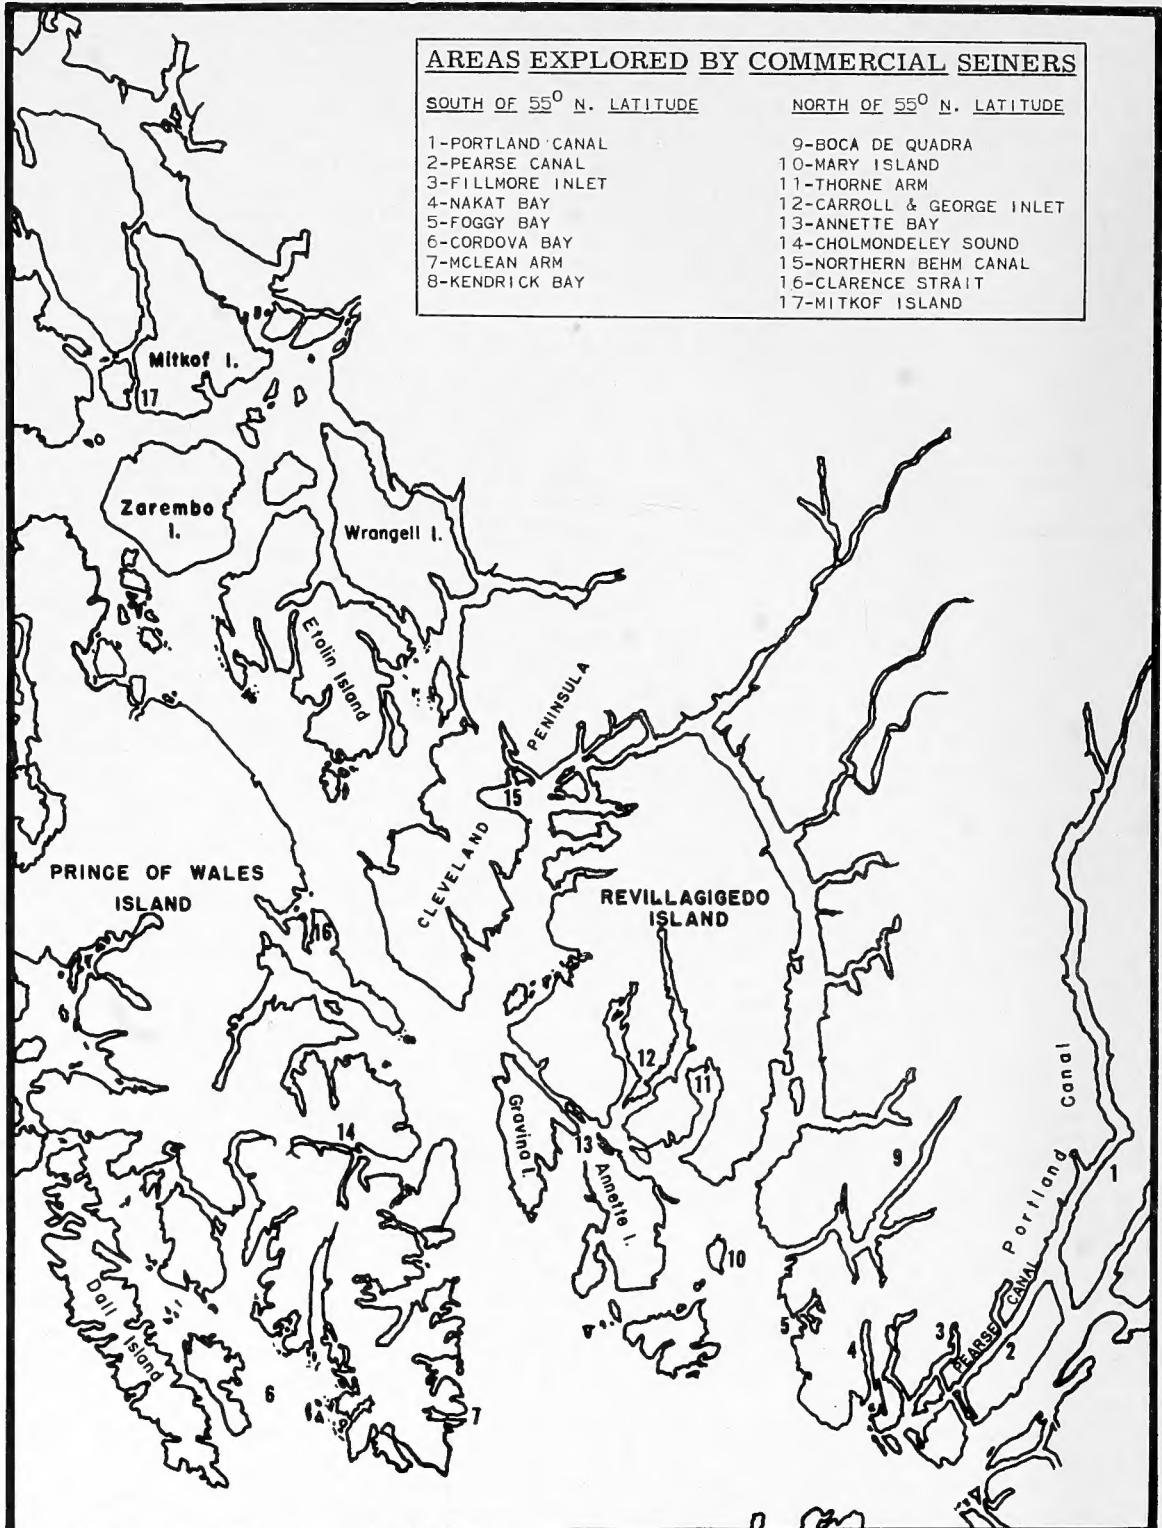 AREAS EXPLORED BY COMMERCIAL SEINERS
SOUTH OF 55° N. LATITUDE
1-PORTLAND CANAL
2-PEARSE CANAL
3-FILLMORE INLET
4-NAKAT BAY
5-FOGGY BAY
6-CORDOVA BAY
7-MCLEAN ARM
8-KENDRICK BAY
NORTH OF 55° N. LATITUDE
9-BOCA DE QUADRA
10-MARY ISLAND
11-THORNE ARM
12-CARROLL & GEORGE INLET
13-ANNETTE BAY
14-CHOLMONDELEY SOUND
15-NORTHERN BEHM CANAL
16-CLARENCE STRAIT
17-MITKOF ISLAND
Mitkof I.
17
Zarembo
I.
Wrangell I.
Etolin Island
PENINSULA
15
CLEVELAND
PRINCE OF WALES
ISLAND
REVILLAGIGEDO
ISLAND
16
12
11
Gravina I.
14
13
Annette I.
9
10
Portland Canal
1
PEARSE CANAL
2
3
4
5
Dall Island
6
7